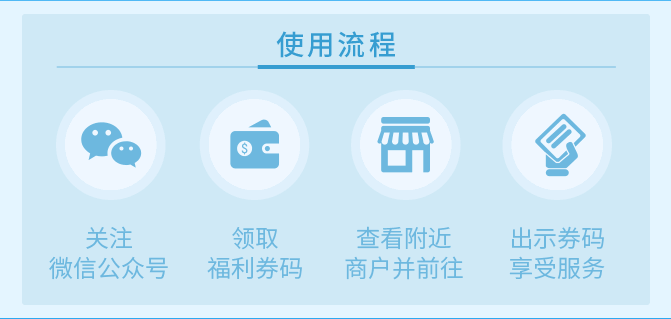 使用流程
关注
微信公众号
领取
福利券码
查看附近
商户并前往
出示券码
享受服务